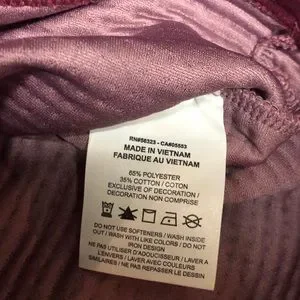 RN#56323 - CA#05553
MADE IN VIETNAM
FABRIQUE AU VIETNAM
65% POLYESTER
35% COTTON / COTON
EXCLUSIVE OF DECORATION /
DECORATION NON COMPRISE
DO NOT USE SOFTENERS / WASH INSIDE
OUT / WASH WITH LIKE COLORS / DO NOT
IRON DESIGN
NE PAS UTILISER D'ADOUCISSEUR / LAVER A
L'ENVERS / LAVER AVEC COULEURS
SIMILAIRES / NE PAS REPASSER LE DESSIN